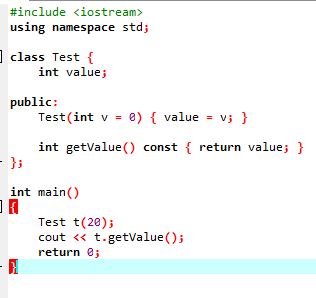 #include <iostream>
using namespace std;
class Test {
int value;
public:
Test(int v = 0) { value = v; }
int getValue() const { return value; }
};
int main()
{
Test t(20);
cout << t.getValue();
return 0;
}